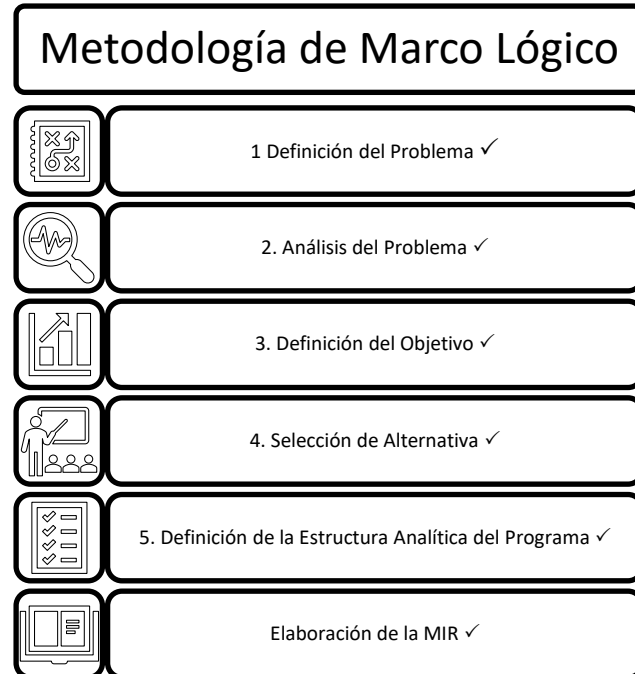 Metodología de Marco Lógico
1 Definición del Problema ✓
2. Análisis del Problema ✓
3. Definición del Objetivo ✓
4. Selección de Alternativa ✓
5. Definición de la Estructura Analítica del Programa ✓
Elaboración de la MIR ✓